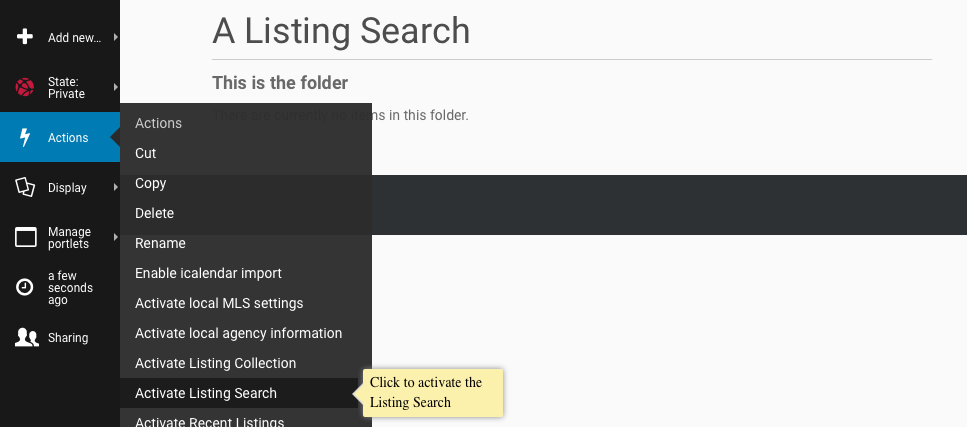 Add new...
State:
Private
Actions
Display
Manage
portlets
a few
seconds
ago
Sharing
A Listing Search
This is the folder
There are currently no items in this folder.
Actions
Cut
Copy
Delete
Rename
Enable icalendar import
Activate local MLS settings
Activate local agency information
Activate Listing Collection
Activate Listing Search
Activate Recent Listings
Click to activate the
Listing Search